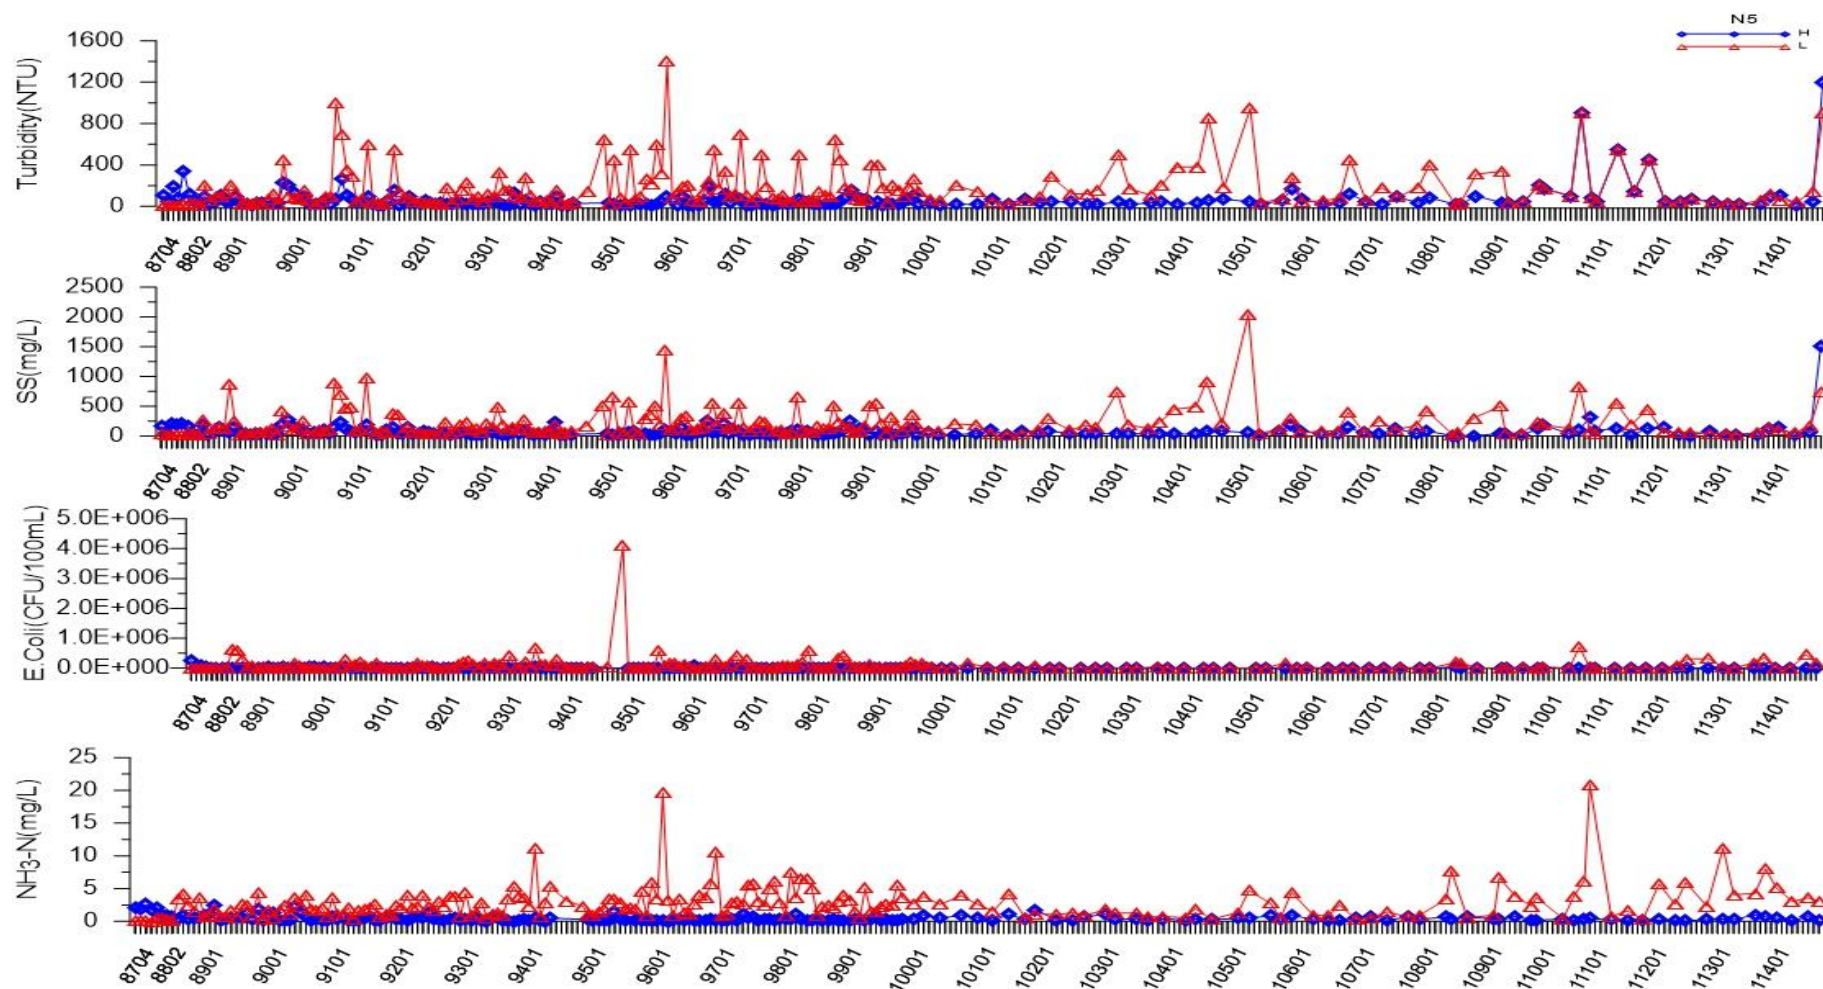 N5
H
L
Turbidity(NTU)
1600
1200
800
400
0
8704 8802 8901 9001 9101 9201 9301 9401 9501 9601 9701 9801 9901 10001 10101 10201 10301 10401 10501 10601 10701 10801 10901 11001 11101 11201 11301 11401
SS(mg/L)
2500
2000
1500
1000
500
0
8704 8802 8901 9001 9101 9201 9301 9401 9501 9601 9701 9801 9901 10001 10101 10201 10301 10401 10501 10601 10701 10801 10901 11001 11101 11201 11301 11401
E.Coli(CFU/100mL)
5.0E+006
4.0E+006
3.0E+006
2.0E+006
1.0E+006
0.0E+000
8704 8802 8901 9001 9101 9201 9301 9401 9501 9601 9701 9801 9901 10001 10101 10201 10301 10401 10501 10601 10701 10801 10901 11001 11101 11201 11301 11401
NH3-N(mg/L)
25
20
15
10
5
0
8704 8802 8901 9001 9101 9201 9301 9401 9501 9601 9701 9801 9901 10001 10101 10201 10301 10401 10501 10601 10701 10801 10901 11001 11101 11201 11301 11401